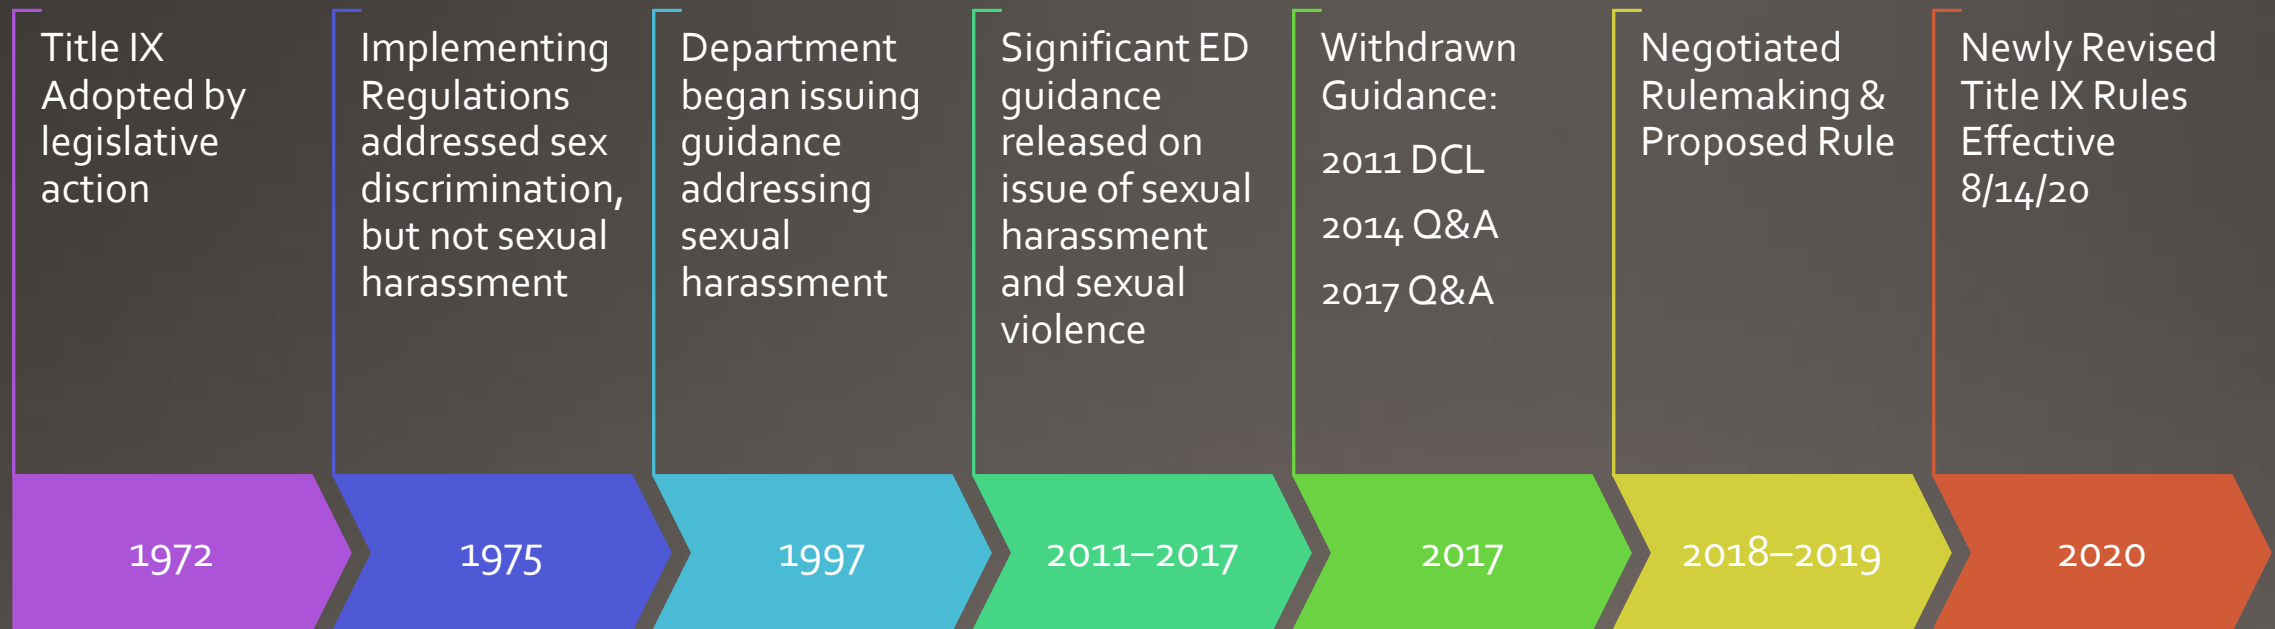 Title IX
Adopted by
legislative
action
Implementing
Regulations
addressed sex
discrimination,
but not sexual
harassment
Department
began issuing
guidance
addressing
sexual
harassment
Significant ED
guidance
released on
issue of sexual
harassment
and sexual
violence
Withdrawn
Guidance:
2011 DCL
2014 Q&A
2017 Q&A
Negotiated
Rulemaking &
Proposed Rule
Newly Revised
Title IX Rules
Effective
8/14/20
1972
1975
1997
2011–2017
2017
2018–2019
2020